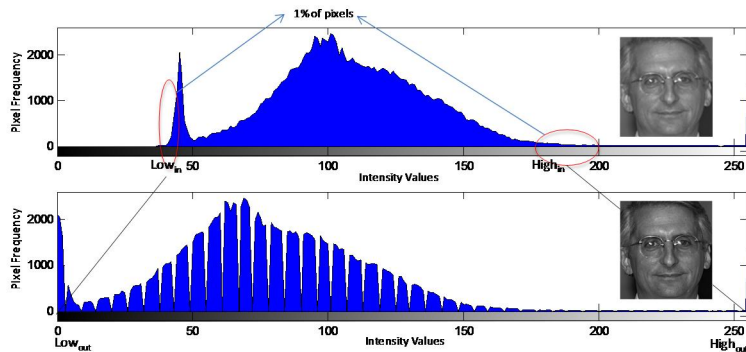 1% of pixels
Pixel Frequency
2000
1000
0
0 Low_in 50 100 150 High_in 200 250
Intensity Values
Pixel Frequency
2000
1000
0
0 50 100 150 200 250
Low_out Intensity Values High_out